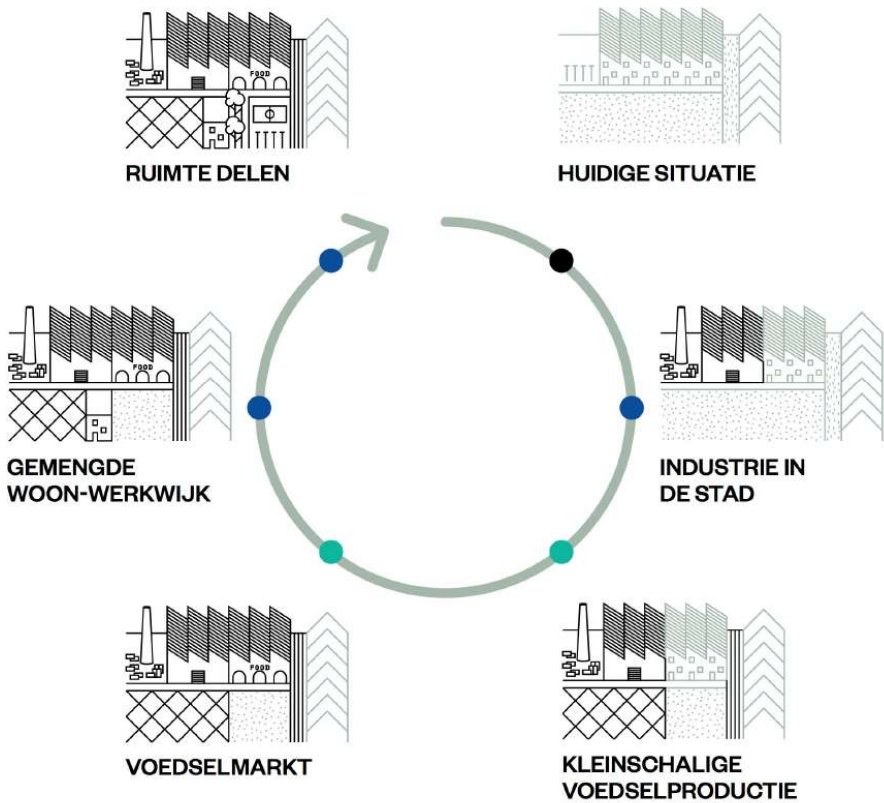 FOOD
RUIMTE DELEN
HUIDIGE SITUATIE
FOOD
GEMENGDE
WOON-WERKWIJK
INDUSTRIE IN
DE STAD
FOOD
VOEDSELMARKT
KLEINSCHALIGE
VOEDSELPRODUCTIE